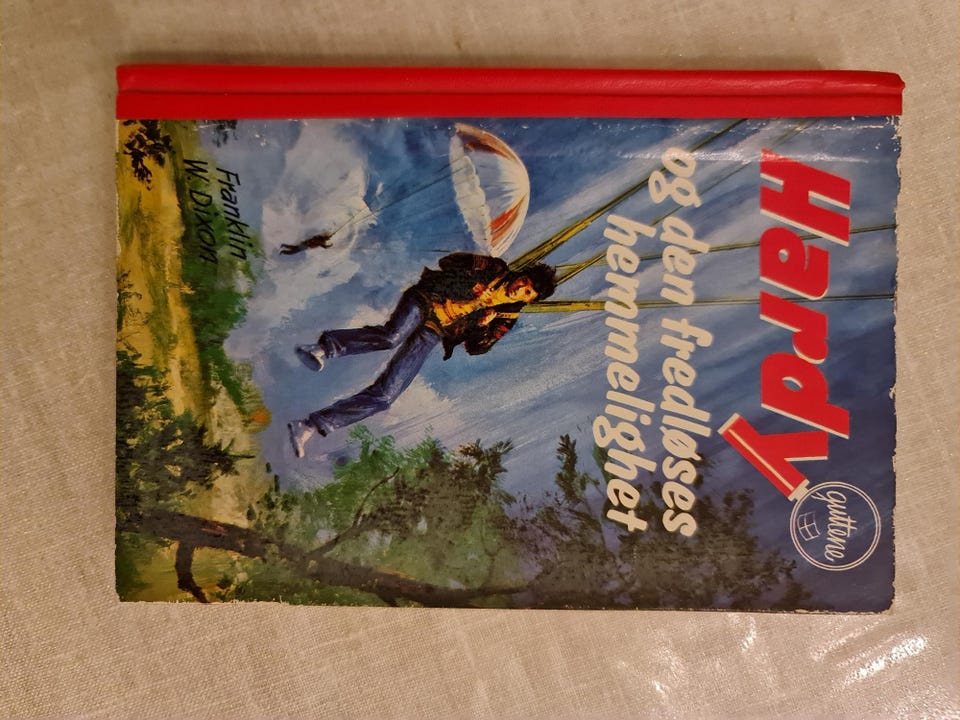 Hardy
guttene
og den fredløses
hemmelighet
Franklin
W. Dixon